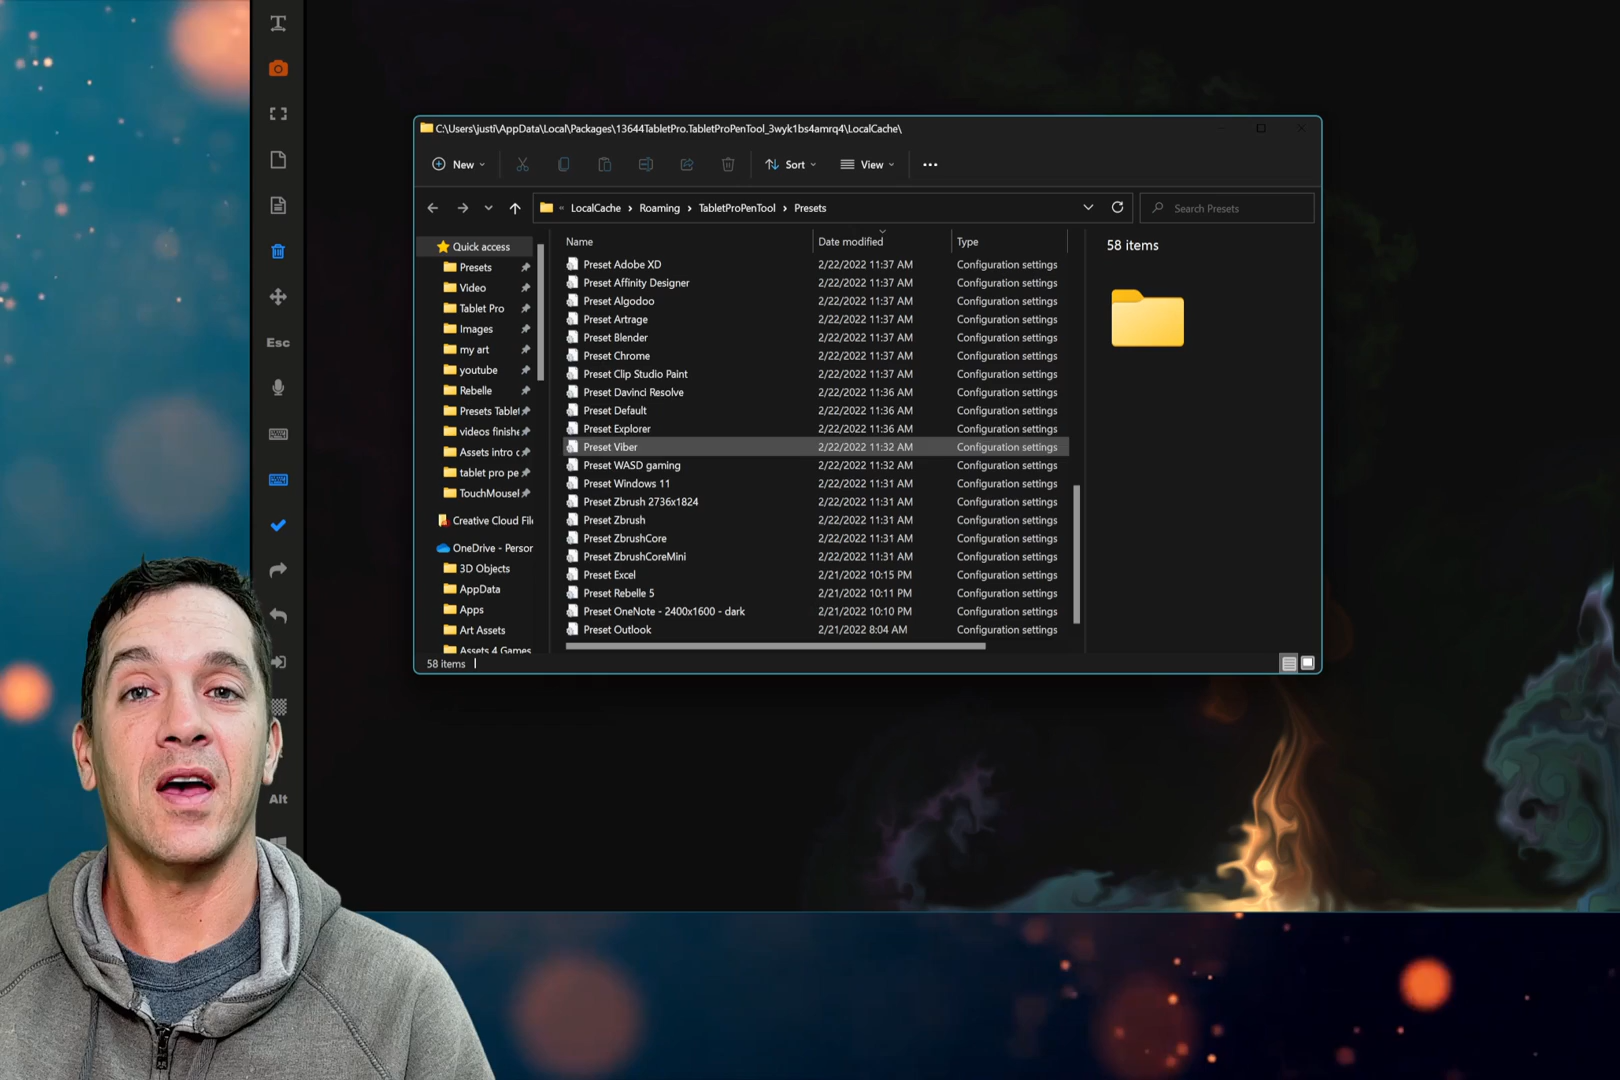 C:\Users\justi\AppData\Local\Packages\13644TabletPro.TabletProPenTool_3wyk1bs4amrq4\LocalCache\
New
Sort
View
« LocalCache › Roaming › TabletProPenTool › Presets
Search Presets
Name Date modified Type
58 items
Quick access
Presets
Video
Tablet Pro
Images
my art
youtube
Rebelle
Presets Table
videos finishe
Assets intro
tablet pro pe
TouchMousel
Creative Cloud Fil
OneDrive - Persor
3D Objects
AppData
Apps
Art Assets
Assets 4 Games
Preset Adobe XD 2/22/2022 11:37 AM Configuration settings
Preset Affinity Designer 2/22/2022 11:37 AM Configuration settings
Preset Algodoo 2/22/2022 11:37 AM Configuration settings
Preset Artrage 2/22/2022 11:37 AM Configuration settings
Preset Blender 2/22/2022 11:37 AM Configuration settings
Preset Chrome 2/22/2022 11:37 AM Configuration settings
Preset Clip Studio Paint 2/22/2022 11:37 AM Configuration settings
Preset Davinci Resolve 2/22/2022 11:36 AM Configuration settings
Preset Default 2/22/2022 11:36 AM Configuration settings
Preset Explorer 2/22/2022 11:36 AM Configuration settings
Preset Viber 2/22/2022 11:32 AM Configuration settings
Preset WASD gaming 2/22/2022 11:32 AM Configuration settings
Preset Windows 11 2/22/2022 11:31 AM Configuration settings
Preset Zbrush 2736x1824 2/22/2022 11:31 AM Configuration settings
Preset Zbrush 2/22/2022 11:31 AM Configuration settings
Preset ZbrushCore 2/22/2022 11:31 AM Configuration settings
Preset ZbrushCoreMini 2/22/2022 11:31 AM Configuration settings
Preset Excel 2/21/2022 10:15 PM Configuration settings
Preset Rebelle 5 2/21/2022 10:11 PM Configuration settings
Preset OneNote - 2400x1600 - dark 2/21/2022 10:10 PM Configuration settings
Preset Outlook 2/21/2022 8:04 AM Configuration settings
58 items
T
Esc
Alt